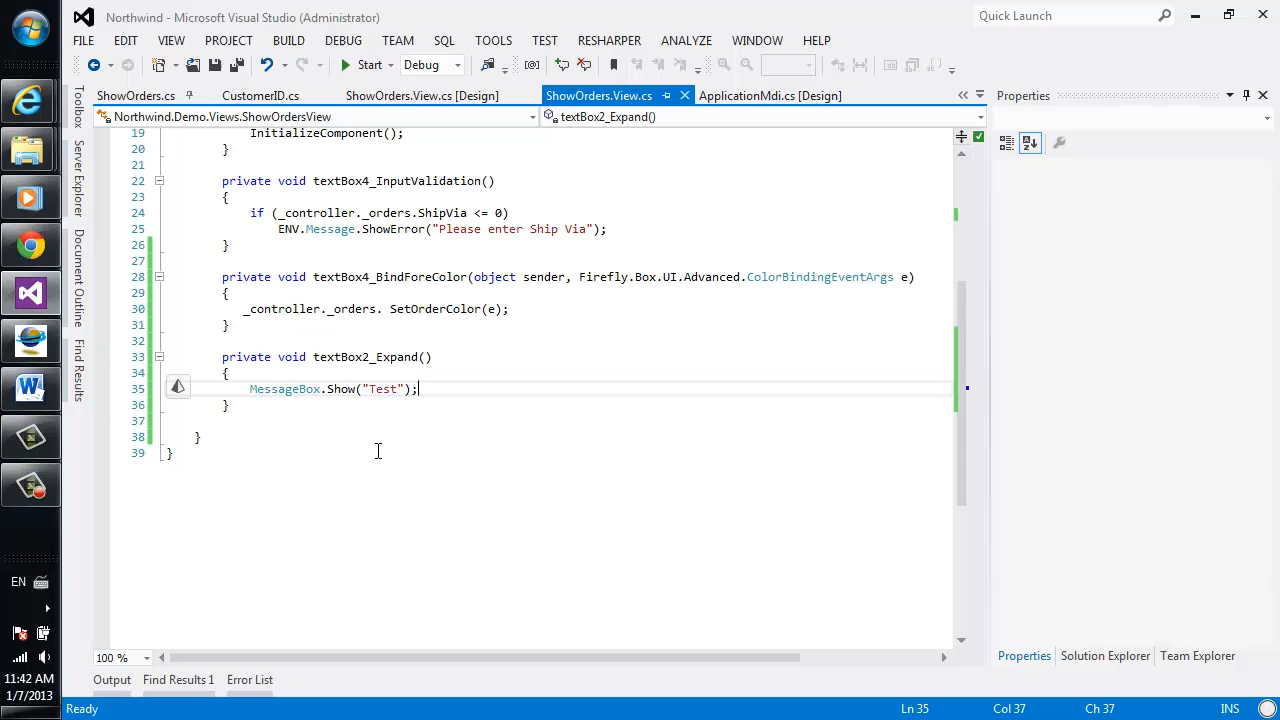 Northwind - Microsoft Visual Studio (Administrator)
Quick Launch
FILE EDIT VIEW PROJECT BUILD DEBUG TEAM SQL TOOLS TEST RESHARPER ANALYZE WINDOW HELP
Start Debug
ShowOrders.cs CustomerID.cs ShowOrders.View.cs [Design] ShowOrders.View.cs ApplicationMdi.cs [Design]
Properties
Northwind.Demo.Views.ShowOrdersView textBox2_Expand()
Toolbox
Server Explorer
Document Outline
Find Results
19 InitializeComponent();
20 }
21
22 private void textBox4_InputValidation()
23 {
24 if (_controller._orders.ShipVia <= 0)
25 ENV.Message.ShowError("Please enter Ship Via");
26 }
27
28 private void textBox4_BindForeColor(object sender, Firefly.Box.UI.Advanced.ColorBindingEventArgs e)
29 {
30 _controller._orders. SetOrderColor(e);
31 }
32
33 private void textBox2_Expand()
34 {
35 MessageBox.Show("Test");
36 }
37
38 }
39 }
100 %
Properties Solution Explorer Team Explorer
Output Find Results 1 Error List
Ready Ln 35 Col 37 Ch 37 INS
EN
11:42 AM
1/7/2013